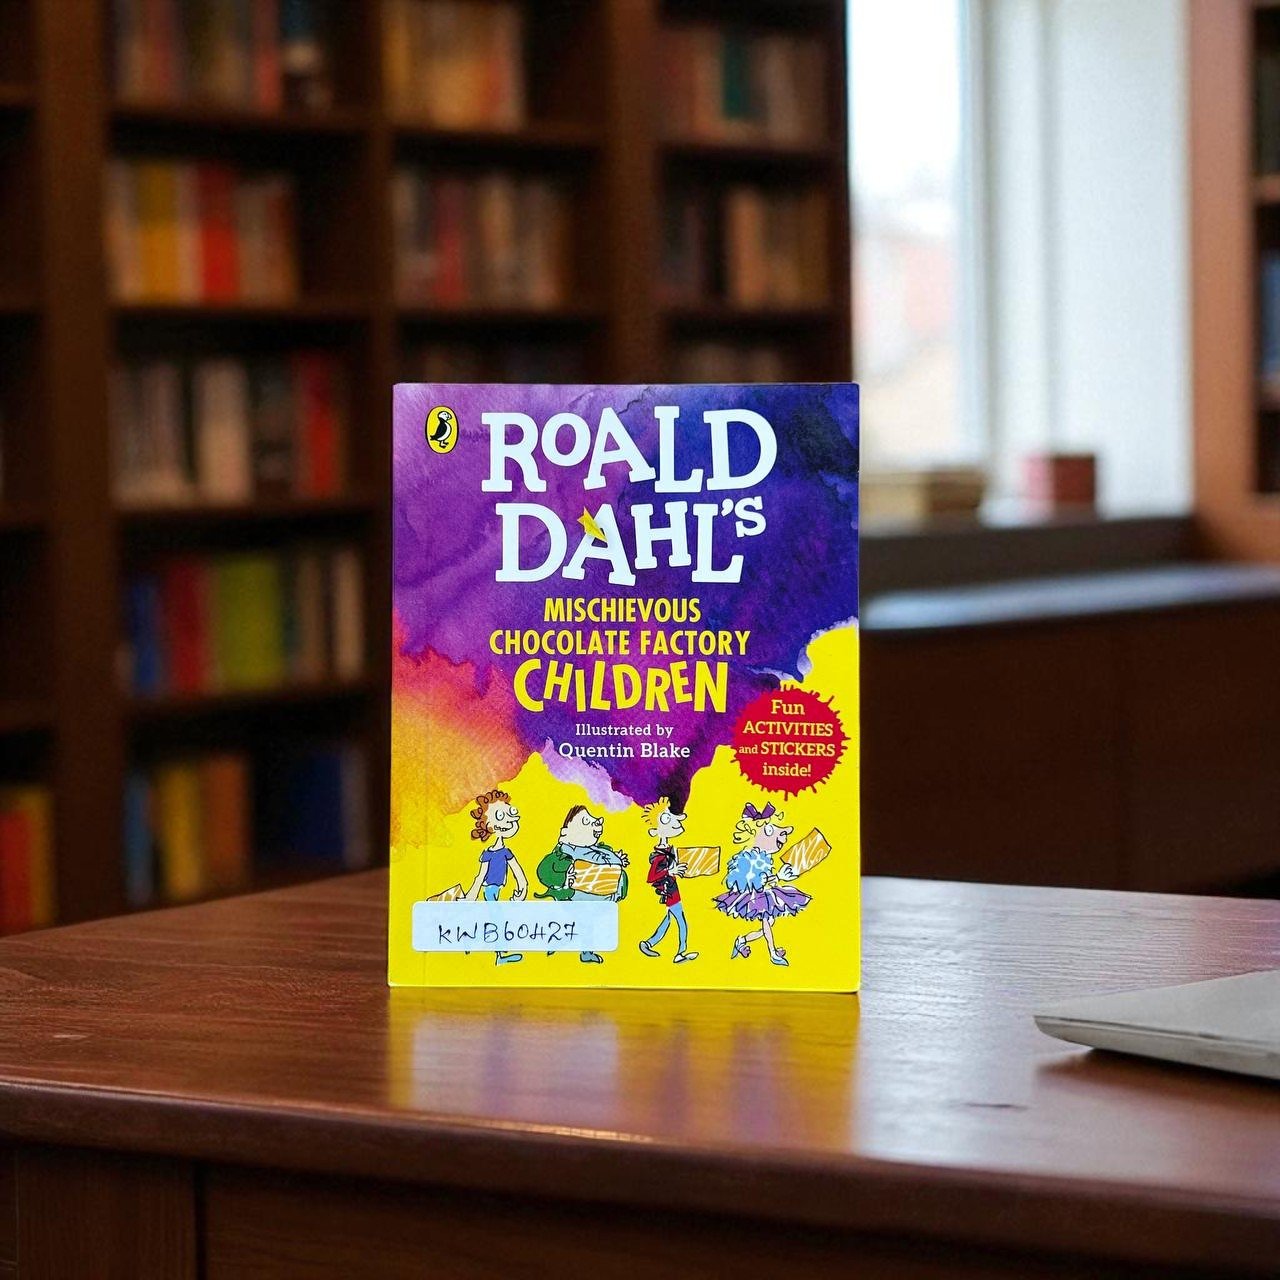 ROALD
DAHL'S
MISCHIEVOUS
CHOCOLATE FACTORY
CHILDREN
Illustrated by
Quentin Blake
Fun
ACTIVITIES
and STICKERS
inside!
KWB60427